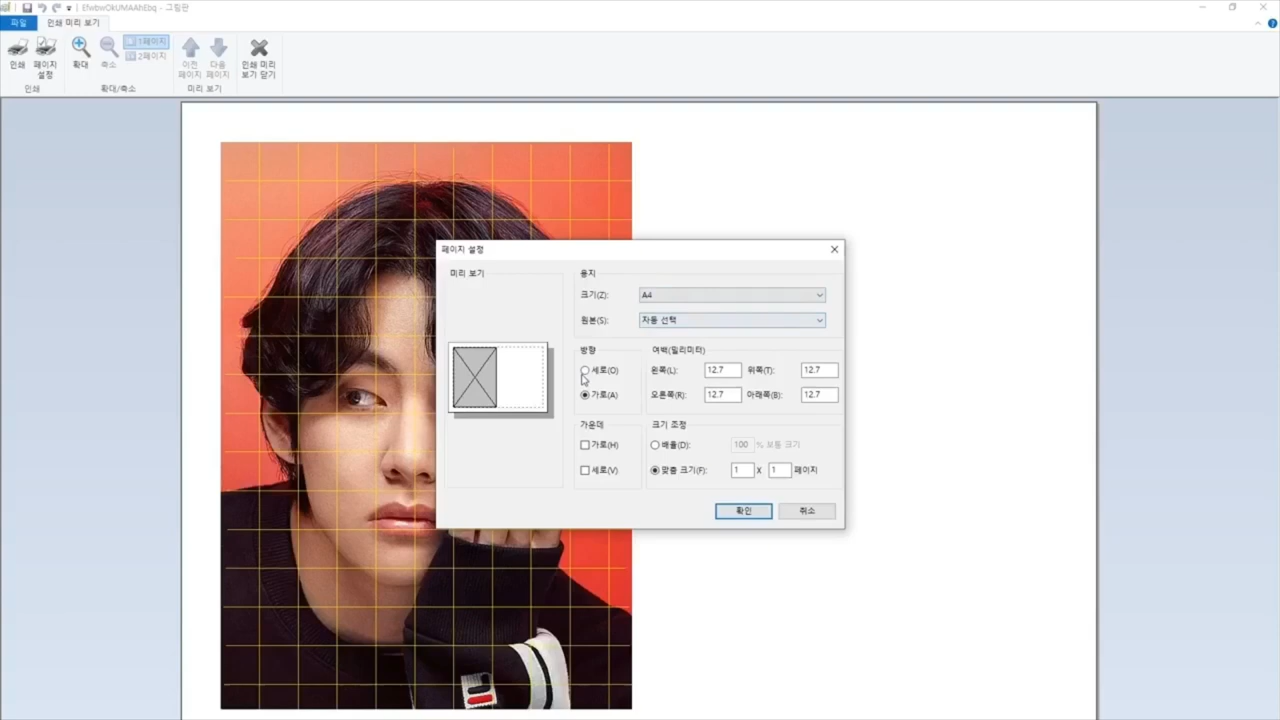 EfwbwOkUMAAhEbq - 그림판
파일 인쇄 미리 보기
인쇄 페이지 설정 확대 축소 1페이지 2페이지 이전 페이지 다음 페이지 인쇄 미리 보기 닫기
인쇄 확대/축소 미리 보기
페이지 설정
미리 보기 용지
크기(Z): A4
원본(S): 자동 선택
방향 여백(밀리미터)
세로(O) 왼쪽(L): 12.7 위쪽(T): 12.7
가로(A) 오른쪽(R): 12.7 아래쪽(B): 12.7
가운데 크기 조정
가로(H) 배율(D): 100 % 보통 크기
세로(V) 맞춤 크기(F): 1 X 1 페이지
확인 취소